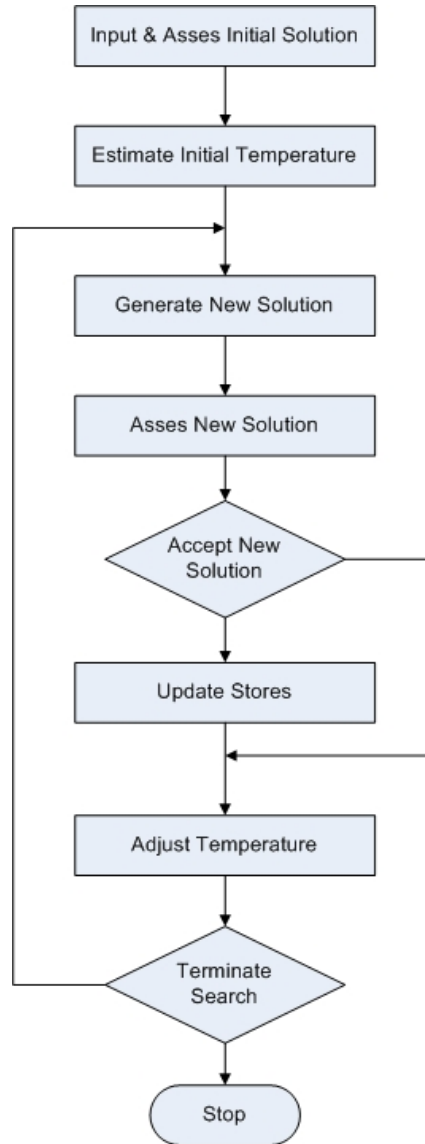 Input & Asses Initial Solution
Estimate Initial Temperature
Generate New Solution
Asses New Solution
Accept New
Solution
Update Stores
Adjust Temperature
Terminate
Search
Stop